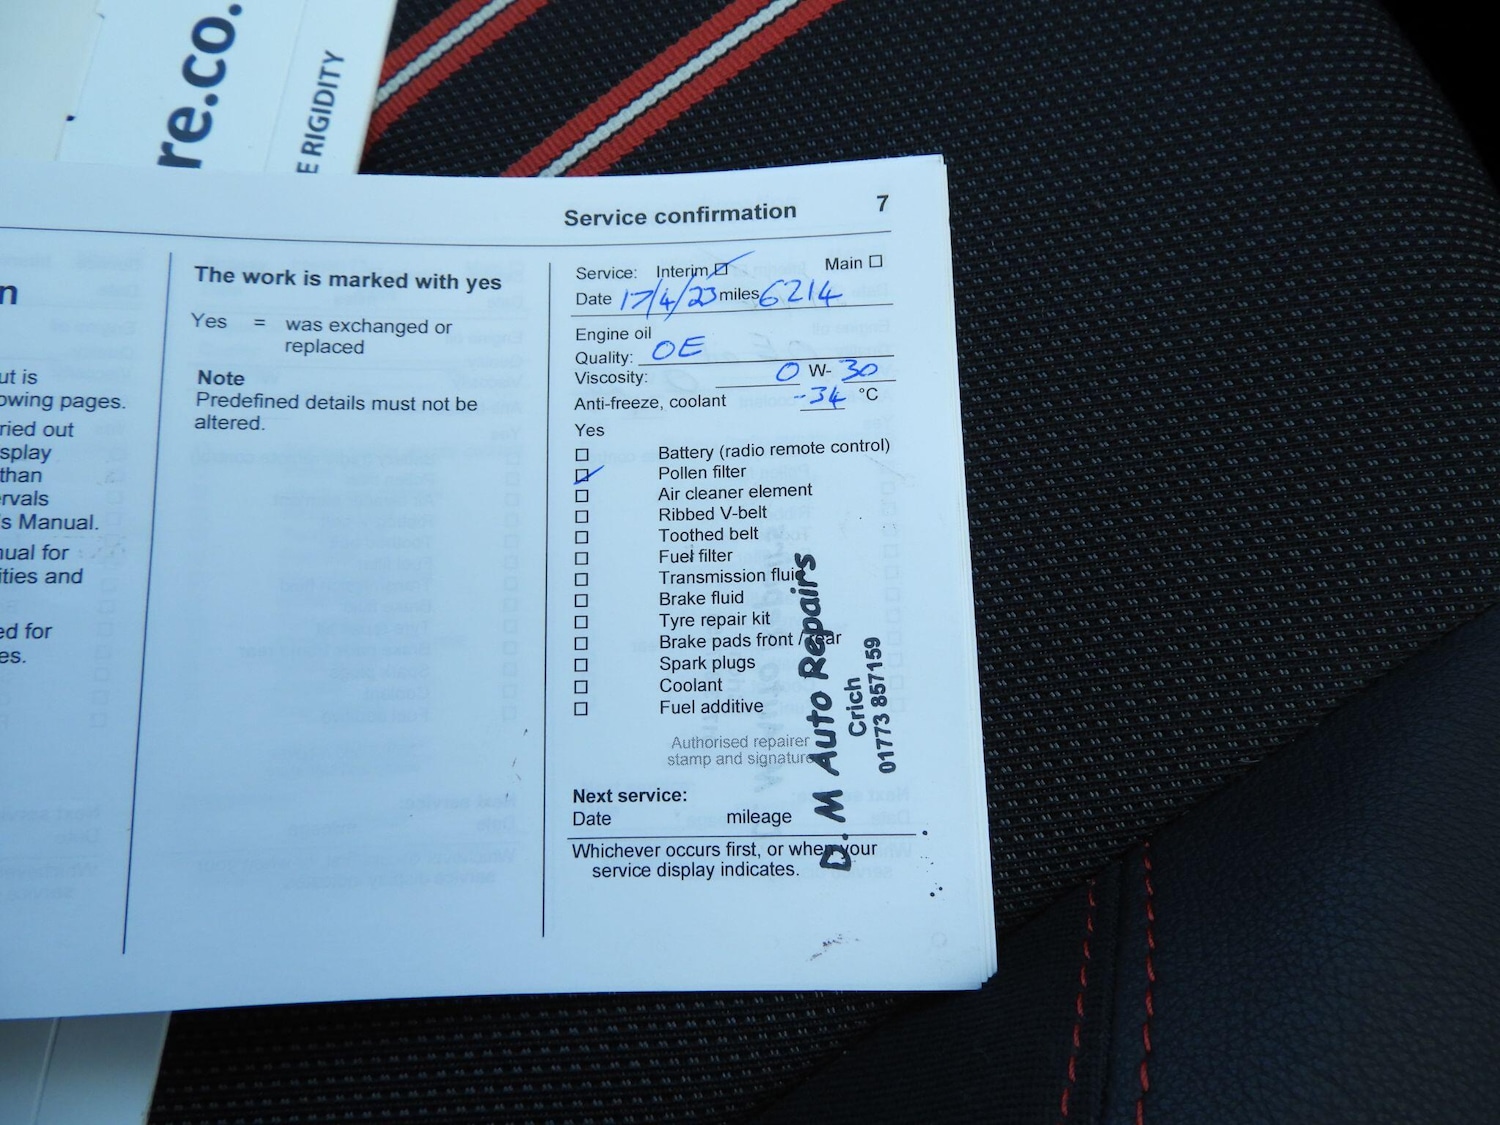 re.co.
E RIGIDITY
Service confirmation 7
n
ut is
owing pages.
ried out
splay
than
rvals
's Manual.
ual for
ities and
ed for
es.
The work is marked with yes
Yes = was exchanged or
replaced
Note
Predefined details must not be
altered.
Service: Interim Main
Date 17/4/23 miles 6214
Engine oil
Quality: OE
Viscosity: 0 W- 30
Anti-freeze, coolant -34 °C
Yes
Battery (radio remote control)
Pollen filter
Air cleaner element
Ribbed V-belt
Toothed belt
Fuel filter
Transmission fluid
Brake fluid
Tyre repair kit
Brake pads front / rear
Spark plugs
Coolant
Fuel additive
Authorised repairer
stamp and signature
D. M Auto Repairs
Crich
01773 857159
Next service:
Date mileage
Whichever occurs first, or when your
service display indicates.